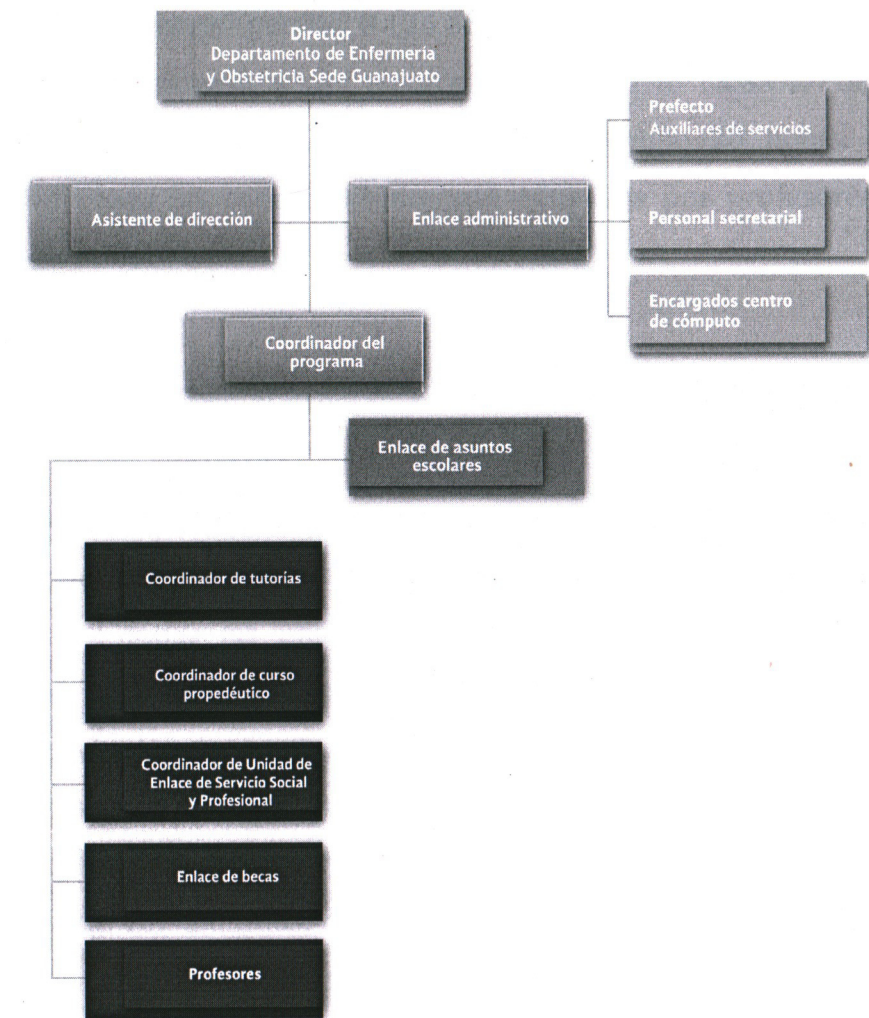 Director
Departamento de Enfermería
y Obstetricia Sede Guanajuato
Prefecto
Auxiliares de servicios
Asistente de dirección
Enlace administrativo
Personal secretarial
Encargados centro
de cómputo
Coordinador del
programa
Enlace de asuntos
escolares
Coordinador de tutorías
Coordinador de curso
propedéutico
Coordinador de Unidad de
Enlace de Servicio Social
y Profesional
Enlace de becas
Profesores